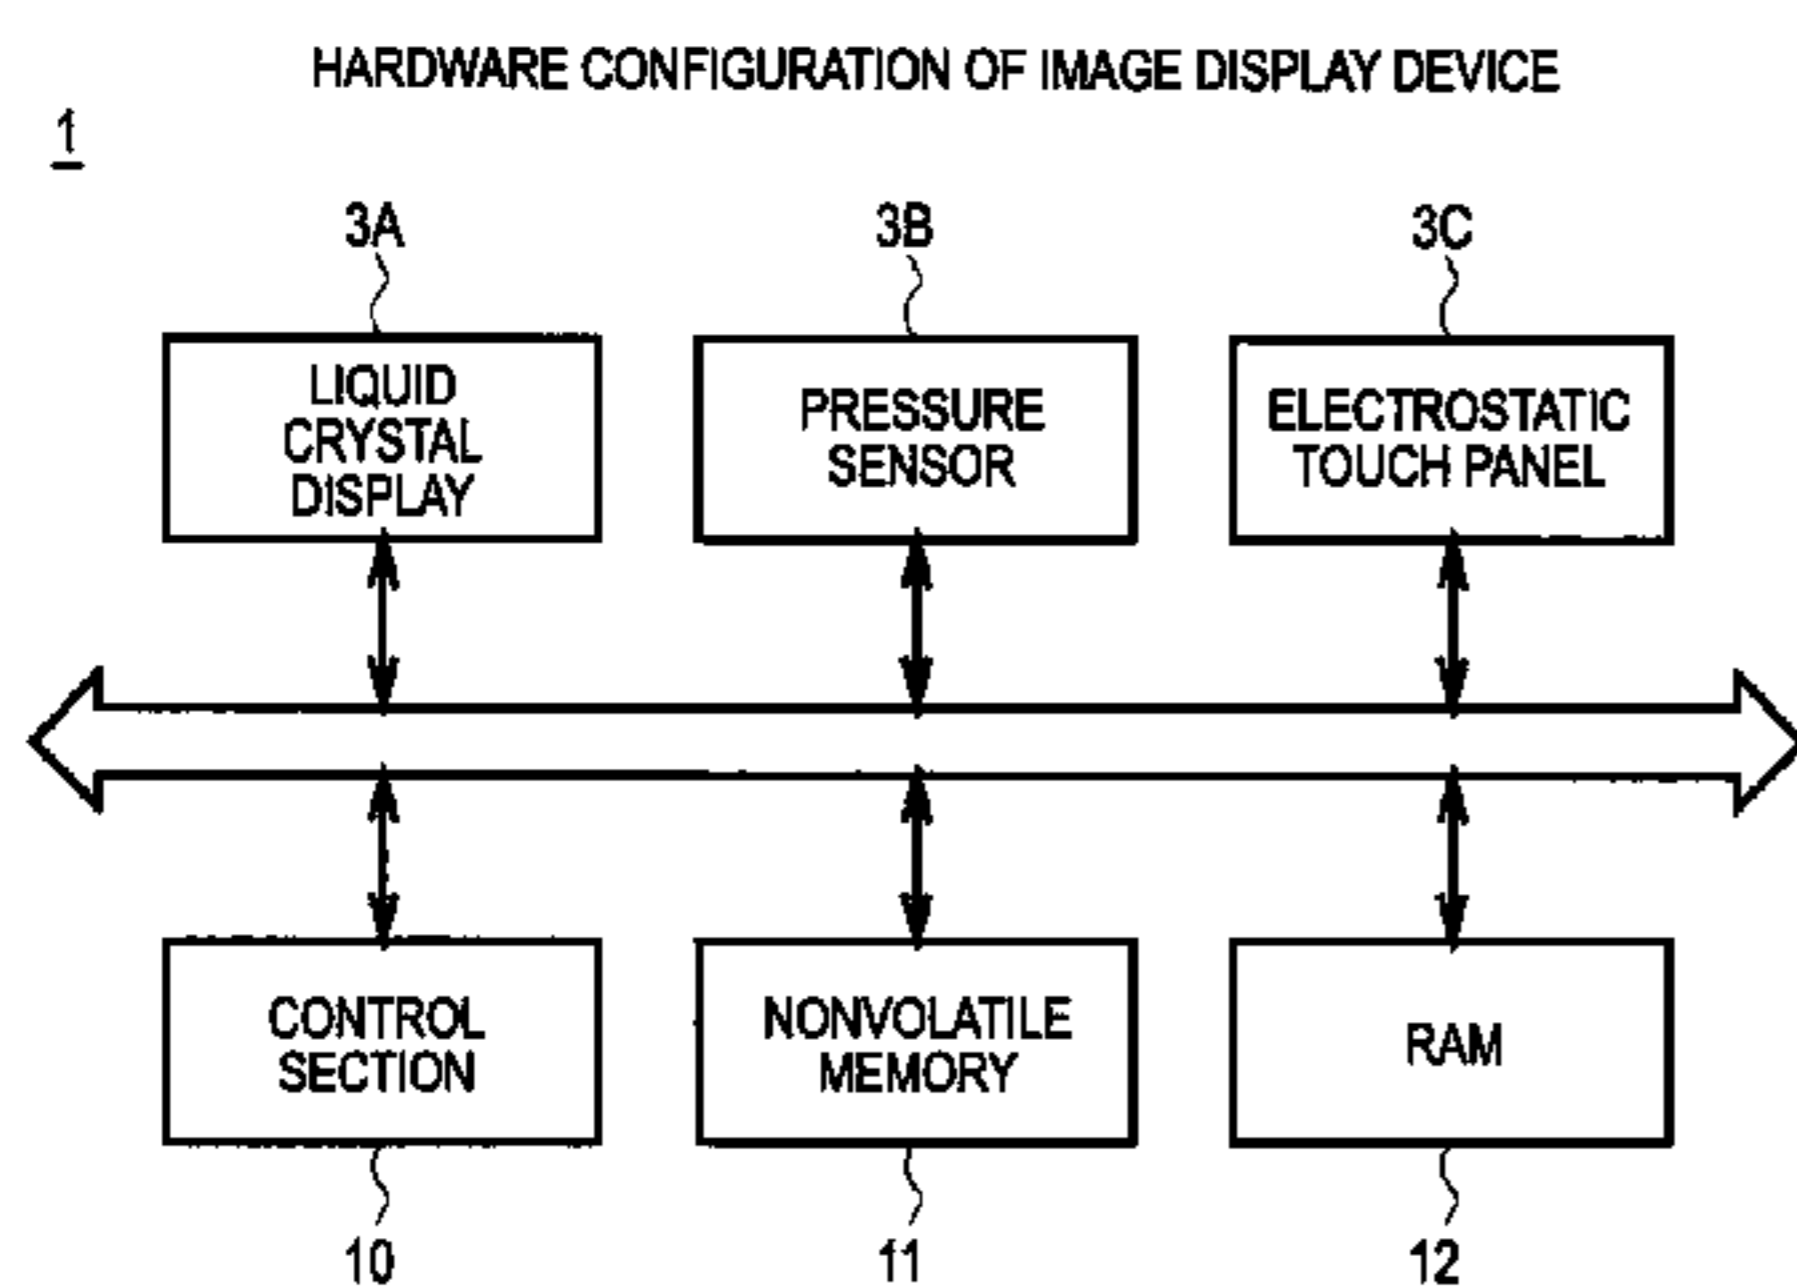 HARDWARE CONFIGURATION OF IMAGE DISPLAY DEVICE
1
3A
3B
3C
LIQUID
CRYSTAL
DISPLAY
PRESSURE
SENSOR
ELECTROSTATIC
TOUCH PANEL
CONTROL
SECTION
NONVOLATILE
MEMORY
RAM
10
11
12